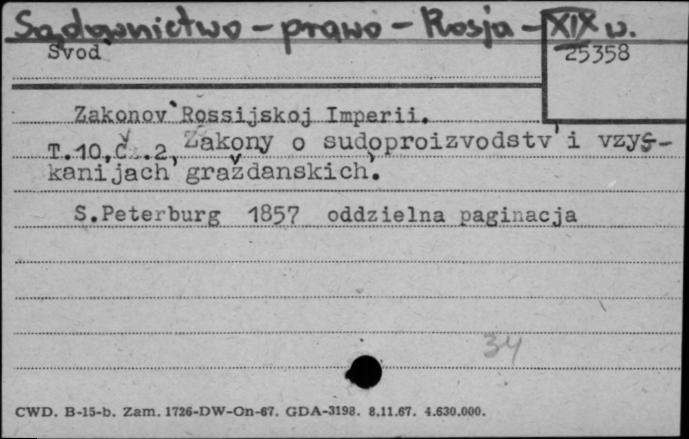 Sądownictwo - prawo - Rosja - XIX w.
Svod
25358
Zakonov Rossijskoj Imperii.
T.10,Č..2, Zakony o sudoproizvodstv i vzys-
kanijach graždanskich.
S.Peterburg 1857 oddzielna paginacja
34
CWD. B-15-b. Zam. 1726-DW-On-67. GDA-3198. 8.11.67. 4.630.000.